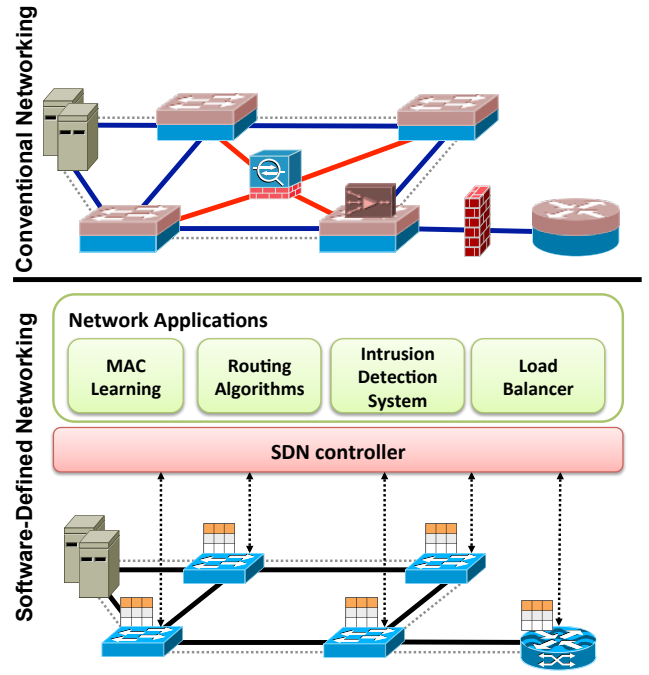 Conventional Networking
Software-Defined Networking
Network Applications
MAC
Learning
Routing
Algorithms
Intrusion
Detection
System
Load
Balancer
SDN controller